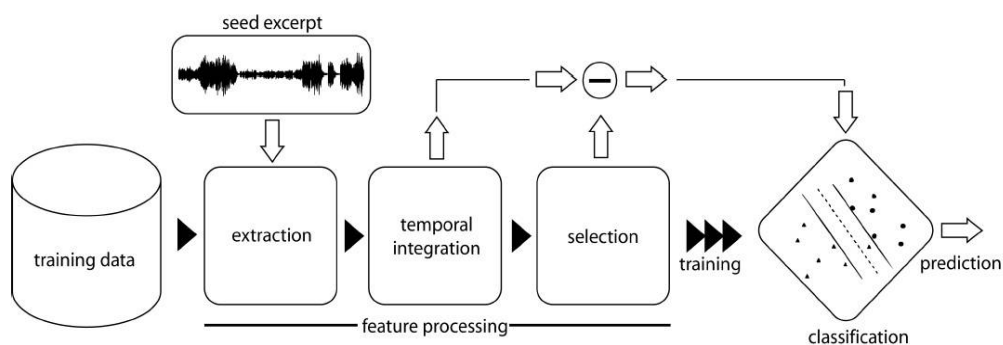 seed excerpt
training data
extraction
temporal
integration
selection
training
prediction
feature processing
classification